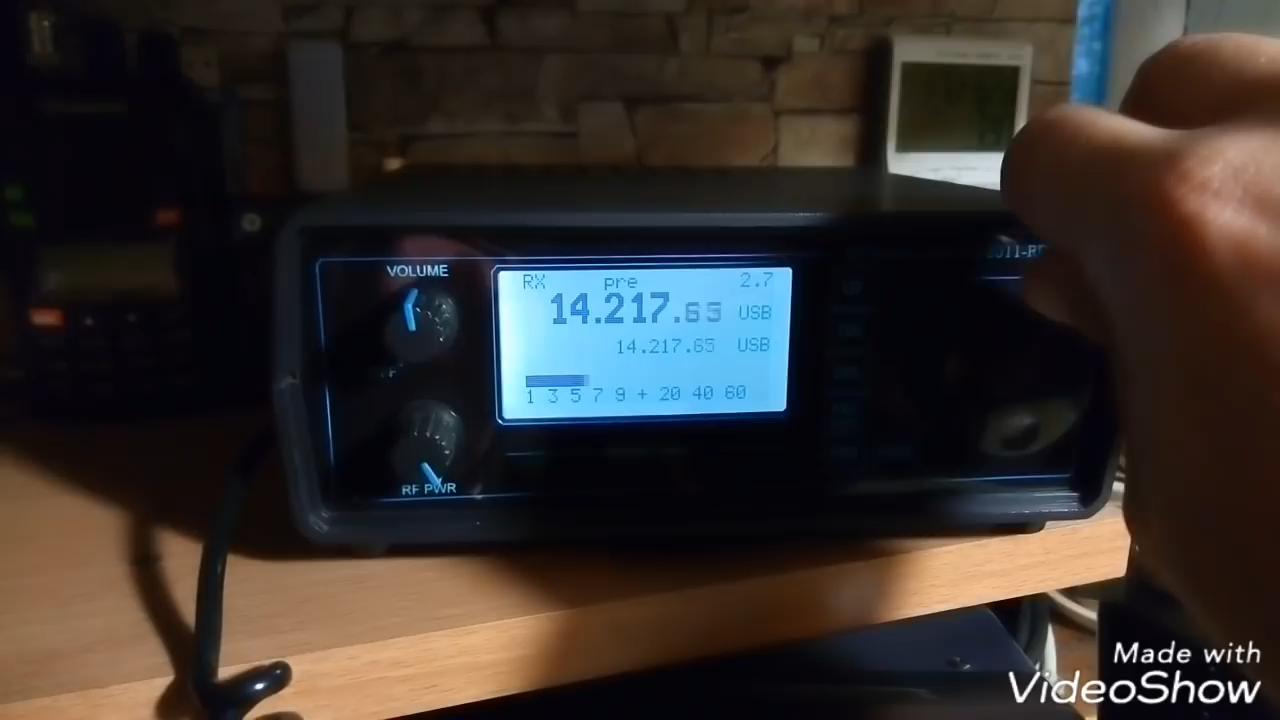 VOLUME
RX pre 2.7
14.217.65 USB
14.217.65 USB
1 3 5 7 9 + 20 40 60
RF PWR
Made with
VideoShow